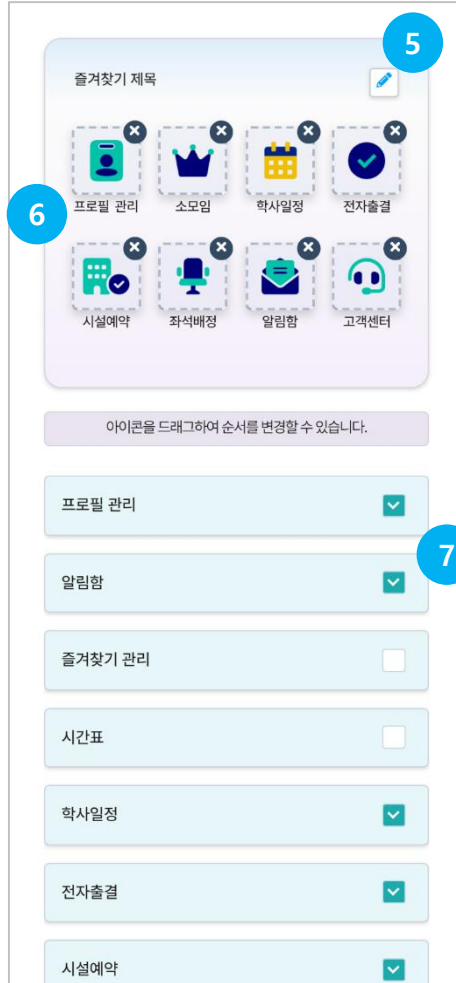 5
즐겨찾기 제목
6
프로필 관리 소모임 학사일정 전자출결
시설예약 좌석배정 알림함 고객센터
아이콘을 드래그하여 순서를 변경할 수 있습니다.
프로필 관리
7
알림함
즐겨찾기 관리
시간표
학사일정
전자출결
시설예약